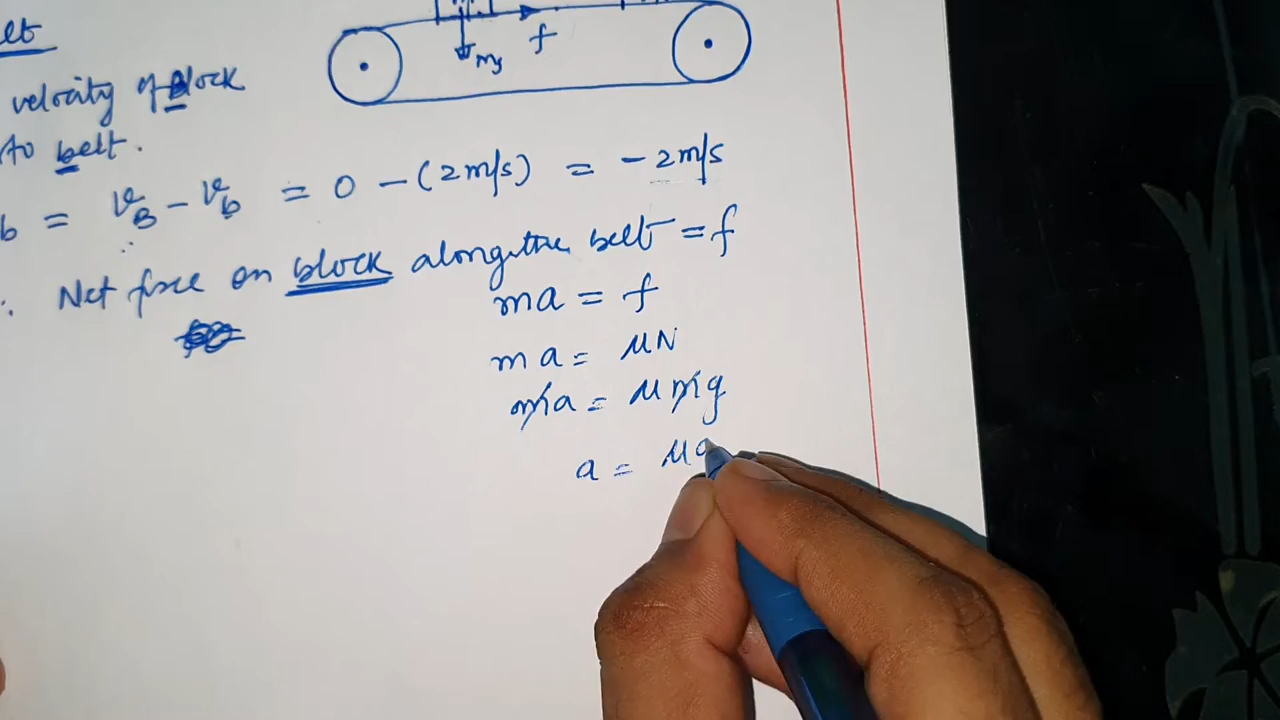 mg
f
velocity of Block
to belt.
b = vB - vb = 0 - (2m/s) = - 2m/s
∴ Net force on block along the belt = f
ma = f
ma = μN
ma = μmg
a = μg